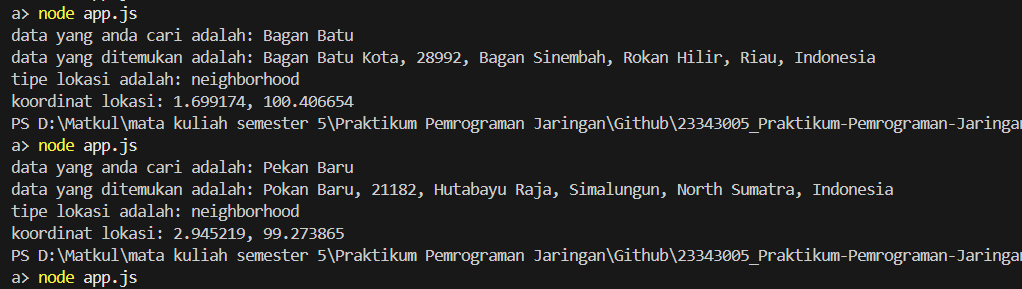 a> node app.js
data yang anda cari adalah: Bagan Batu
data yang ditemukan adalah: Bagan Batu Kota, 28992, Bagan Sinembah, Rokan Hilir, Riau, Indonesia
tipe lokasi adalah: neighborhood
koordinat lokasi: 1.699174, 100.406654
PS D:\Matkul\mata kuliah semester 5\Praktikum Pemrograman Jaringan\Github\23343005_Praktikum-Pemrograman-Jaringan
a> node app.js
data yang anda cari adalah: Pekan Baru
data yang ditemukan adalah: Pokan Baru, 21182, Hutabayu Raja, Simalungun, North Sumatra, Indonesia
tipe lokasi adalah: neighborhood
koordinat lokasi: 2.945219, 99.273865
PS D:\Matkul\mata kuliah semester 5\Praktikum Pemrograman Jaringan\Github\23343005_Praktikum-Pemrograman-Jaringan
a> node app.js